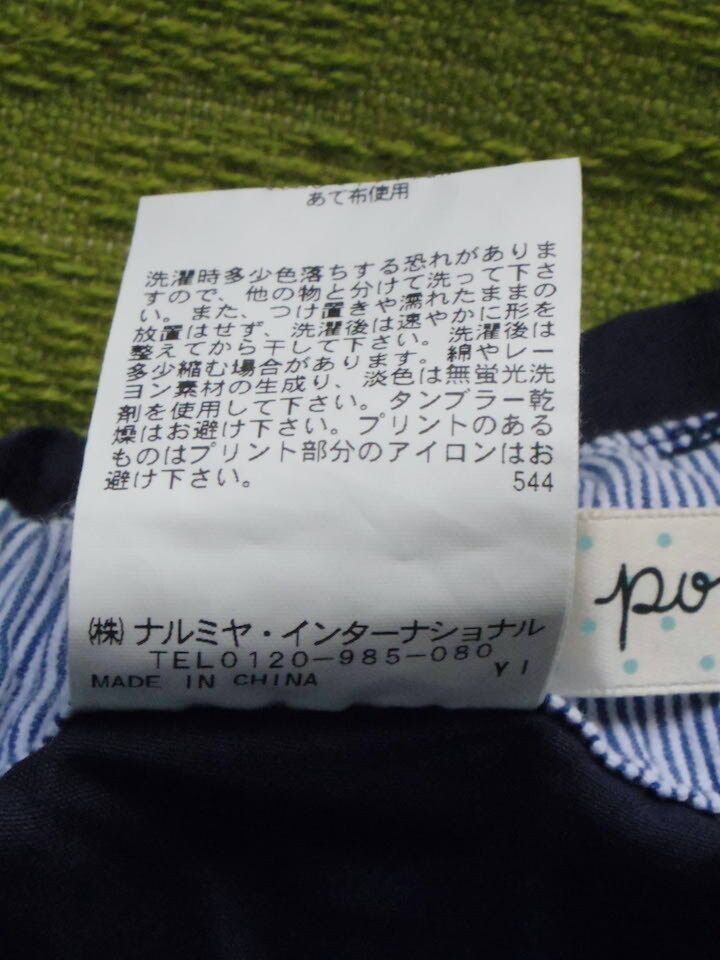 あて布使用
洗濯時多少色落ちする恐れがありま
すので、他の物と分けて洗って下さ
い。また、つけ置きや濡れたままの
放置はせず、洗濯後は速やかに形を
整えてから干して下さい。洗濯後は
多少縮む場合があります。綿やレー
ヨン素材の生成り、淡色は無蛍光洗
剤を使用して下さい。タンブラー乾
燥はお避け下さい。プリントのある
ものはプリント部分のアイロンはお
避け下さい。 544
㈱ナルミヤ・インターナショナル
TEL0120-985-080
MADE IN CHINA YI
po